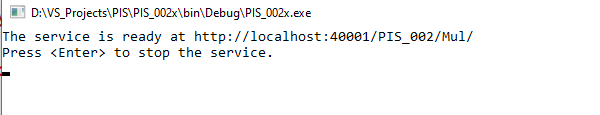 D:\VS_Projects\PIS\PIS_002x\bin\Debug\PIS_002x.exe
The service is ready at http://localhost:40001/PIS_002/Mul/
Press <Enter> to stop the service.